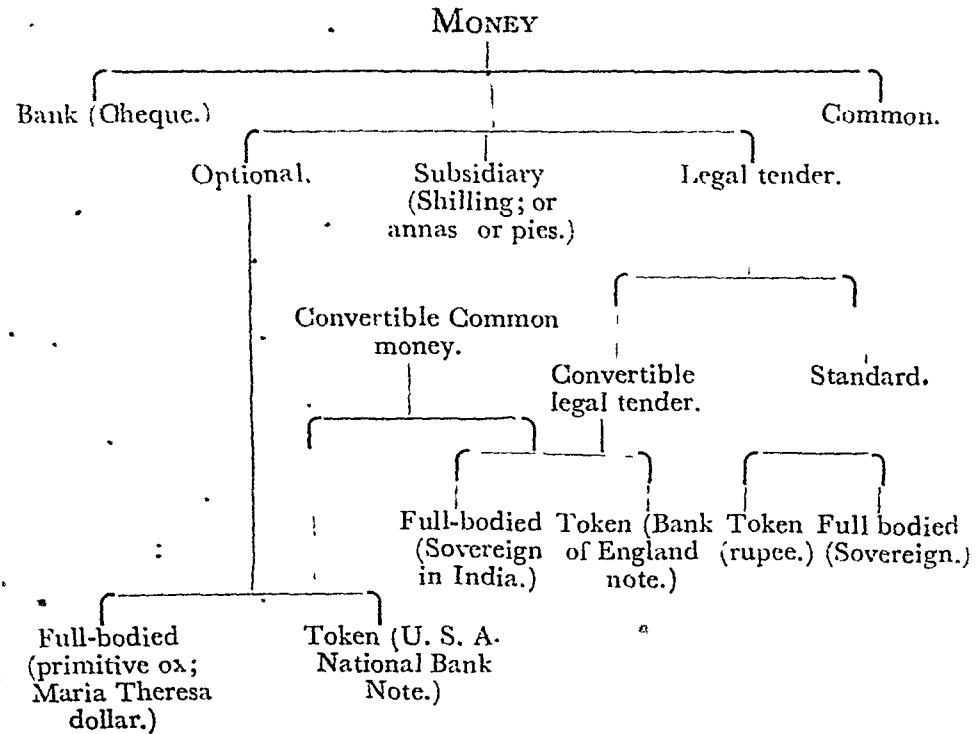 MONEY
Bank (Cheque.)
Common.
Optional.
Subsidiary
(Shilling; or
annas or pies.)
Legal tender.
Convertible Common
money.
Convertible
legal tender.
Standard.
Full-bodied
(Sovereign
in India.)
Token (Bank
of England
note.)
Token
(rupee.)
Full bodied
(Sovereign.)
Full-bodied
(primitive ox;
Maria Theresa
dollar.)
Token (U. S. A.
National Bank
Note.)